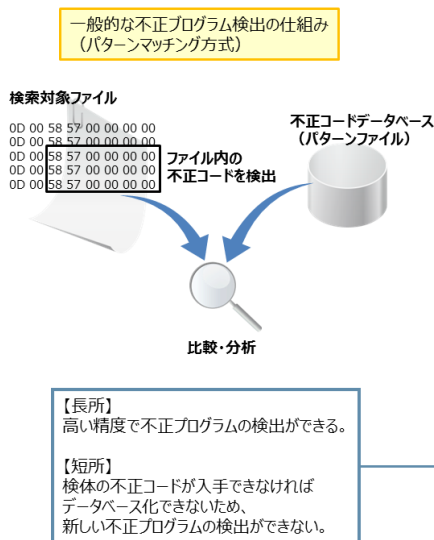 一般的な不正プログラム検出の仕組み
（パターンマッチング方式）
検索対象ファイル
0D 00 58 57 00 00 00 00
0D 00 58 57 00 00 00 00
0D 00 58 57 00 00 00 00
0D 00 58 57 00 00 00 00
0D 00 58 57 00 00 00 00
ファイル内の
不正コードを検出
不正コードデータベース
（パターンファイル）
比較・分析
【長所】
高い精度で不正プログラムの検出ができる。
【短所】
検体の不正コードが入手できなければ
データベース化できないため、
新しい不正プログラムの検出ができない。